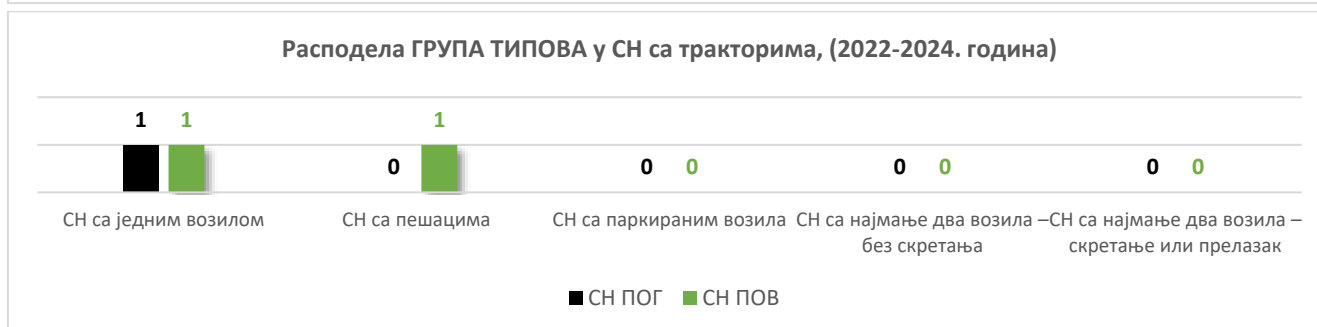 Расподела ГРУПА ТИПОВА у СН са тракторима, (2022-2024. година)
1 1 0 1 0 0 0 0 0 0
СН са једним возилом
СН са пешацима
СН са паркираним возила
СН са најмање два возила –
без скретања
СН са најмање два возила –
скретање или прелазак
СН ПОГ СН ПОВ